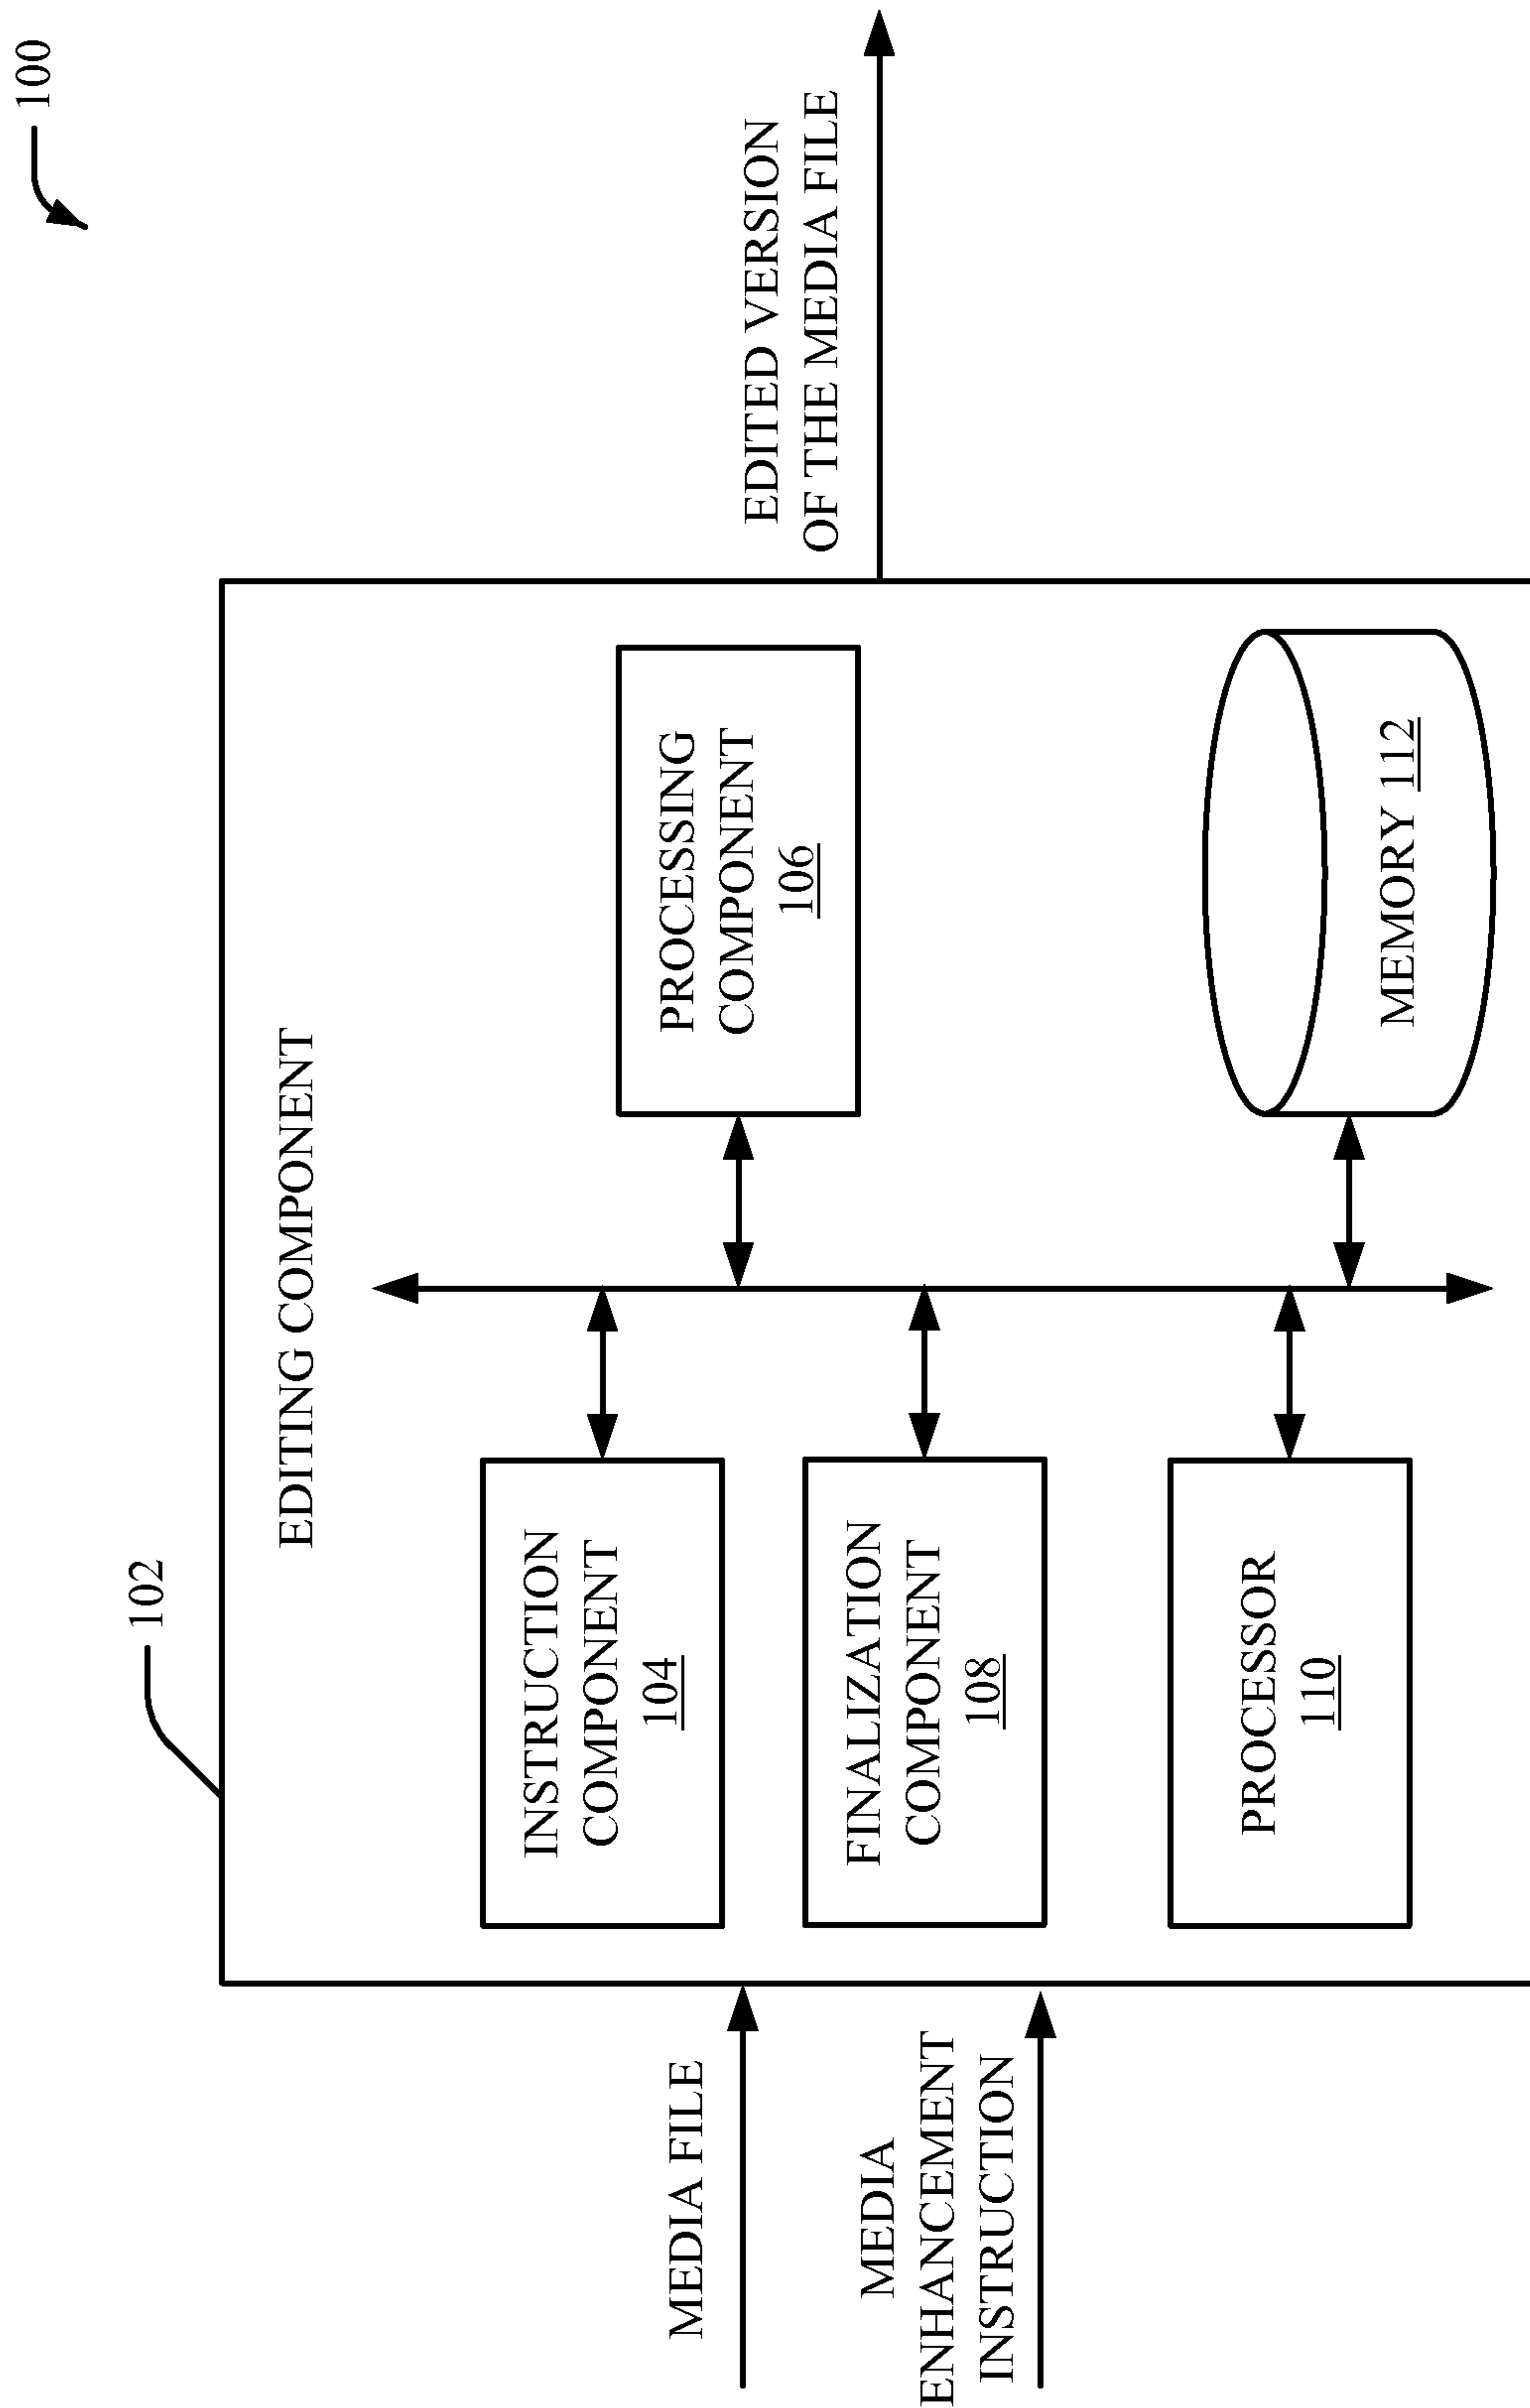 100
102
EDITING COMPONENT
MEDIA FILE
MEDIA
ENHANCEMENT
INSTRUCTION
INSTRUCTION
COMPONENT
104
FINALIZATION
COMPONENT
108
PROCESSOR
110
PROCESSING
COMPONENT
106
MEMORY 112
EDITED VERSION
OF THE MEDIA FILE